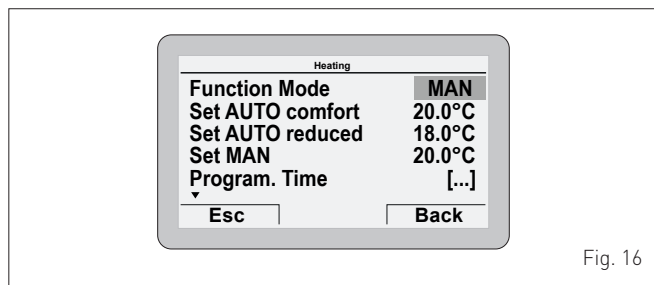 Heating
Function Mode MAN
Set AUTO comfort 20.0°C
Set AUTO reduced 18.0°C
Set MAN 20.0°C
Program. Time [...]
Esc Back
Fig. 16